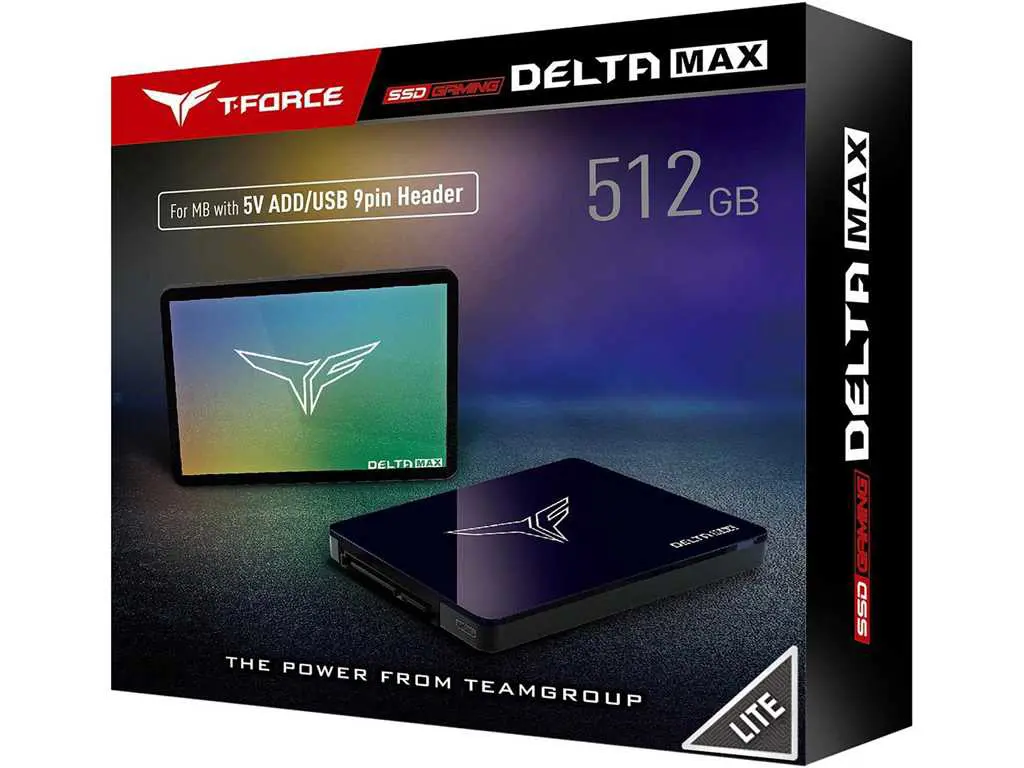 T-FORCE
SSD GAMING DELTA MAX
For MB with 5V ADD/USB 9pin Header
512GB
DELTA MAX
DELTA MAX
THE POWER FROM TEAMGROUP
LITE
SSD GAMING DELTA MAX